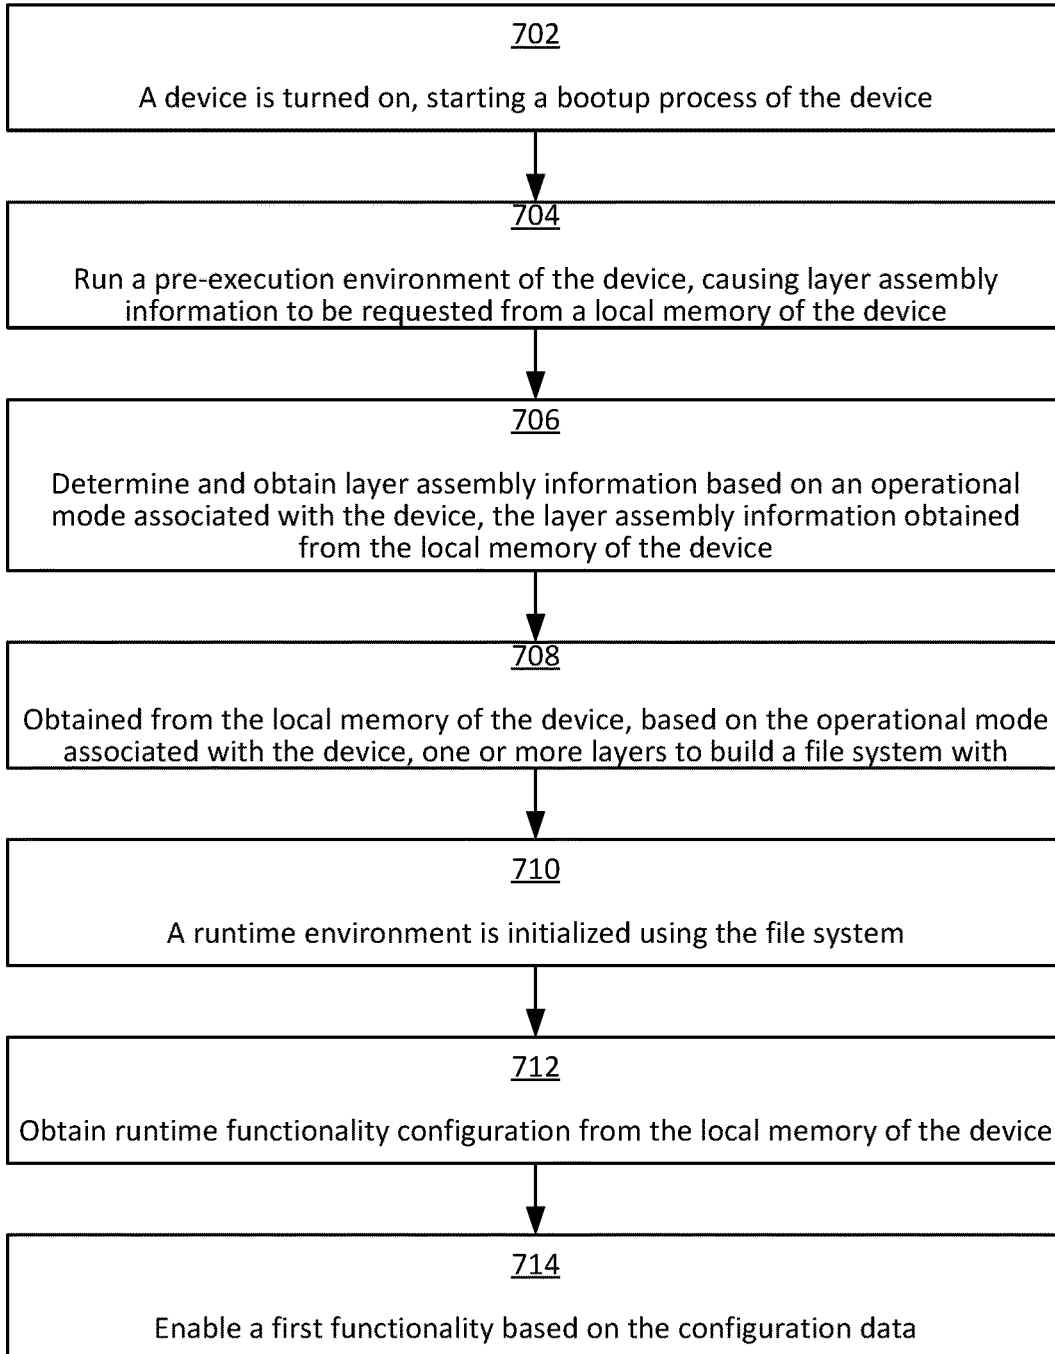 702
A device is turned on, starting a bootup process of the device
704
Run a pre-execution environment of the device, causing layer assembly
information to be requested from a local memory of the device
706
Determine and obtain layer assembly information based on an operational
mode associated with the device, the layer assembly information obtained
from the local memory of the device
708
Obtained from the local memory of the device, based on the operational mode
associated with the device, one or more layers to build a file system with
710
A runtime environment is initialized using the file system
712
Obtain runtime functionality configuration from the local memory of the device
714
Enable a first functionality based on the configuration data